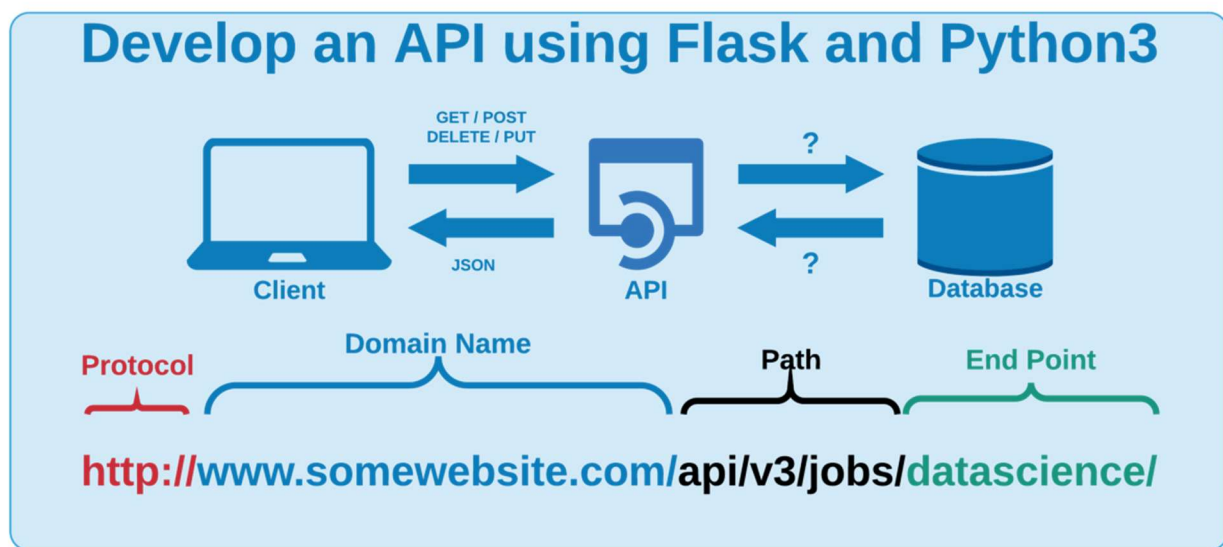 Develop an API using Flask and Python3
GET / POST
DELETE / PUT
?
JSON
?
Client
API
Database
Protocol
Domain Name
Path
End Point
http://www.somewebsite.com/api/v3/jobs/datascience/